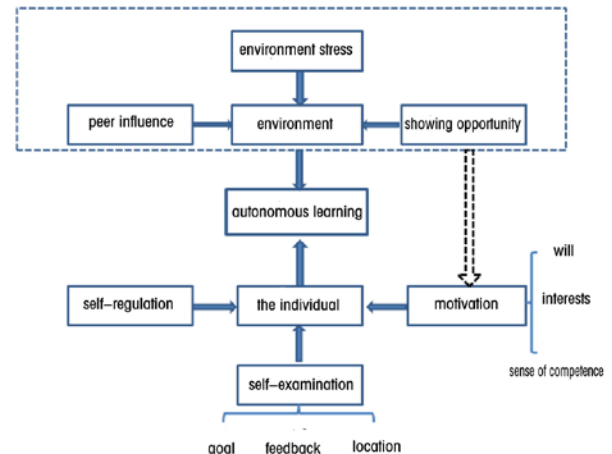 environment stress
peer influence
environment
showing opportunity
autonomous learning
will
self-regulation
the individual
motivation
interests
sense of competence
self-examination
goal
feedback
location